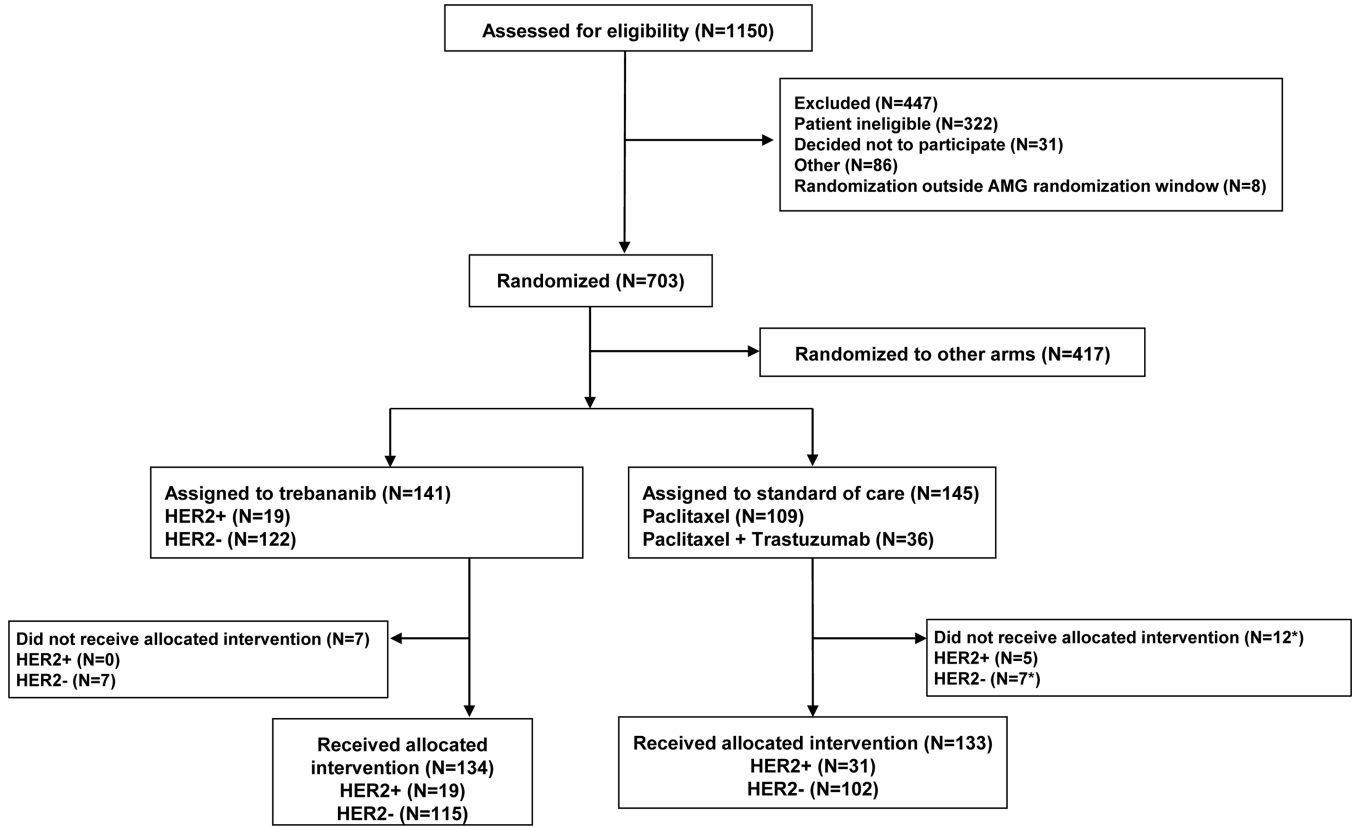 Assessed for eligibility (N=1150)
Excluded (N=447)
Patient ineligible (N=322)
Decided not to participate (N=31)
Other (N=86)
Randomization outside AMG randomization window (N=8)
Randomized (N=703)
Randomized to other arms (N=417)
Assigned to trebananib (N=141)
HER2+ (N=19)
HER2- (N=122)
Assigned to standard of care (N=145)
Paclitaxel (N=109)
Paclitaxel + Trastuzumab (N=36)
Did not receive allocated intervention (N=7)
HER2+ (N=0)
HER2- (N=7)
Did not receive allocated intervention (N=12*)
HER2+ (N=5)
HER2- (N=7*)
Received allocated
intervention (N=134)
HER2+ (N=19)
HER2- (N=115)
Received allocated intervention (N=133)
HER2+ (N=31)
HER2- (N=102)